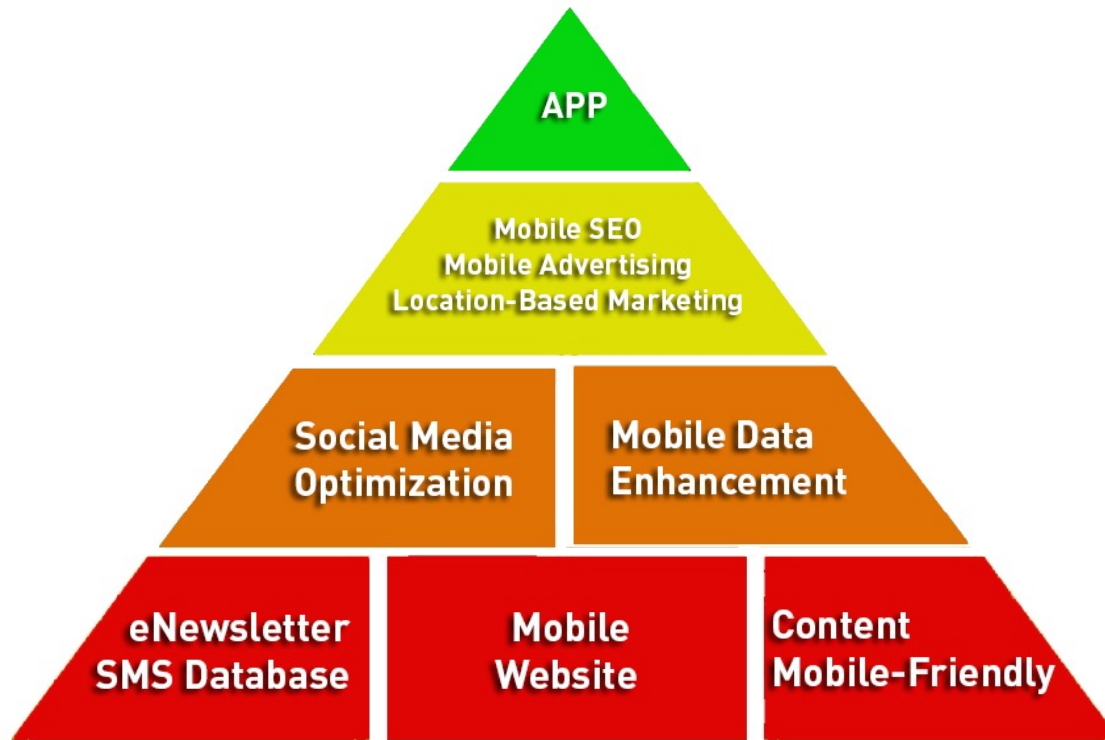 APP
Mobile SEO
Mobile Advertising
Location-Based Marketing
Social Media
Optimization
Mobile Data
Enhancement
eNewsletter
SMS Database
Mobile
Website
Content
Mobile-Friendly